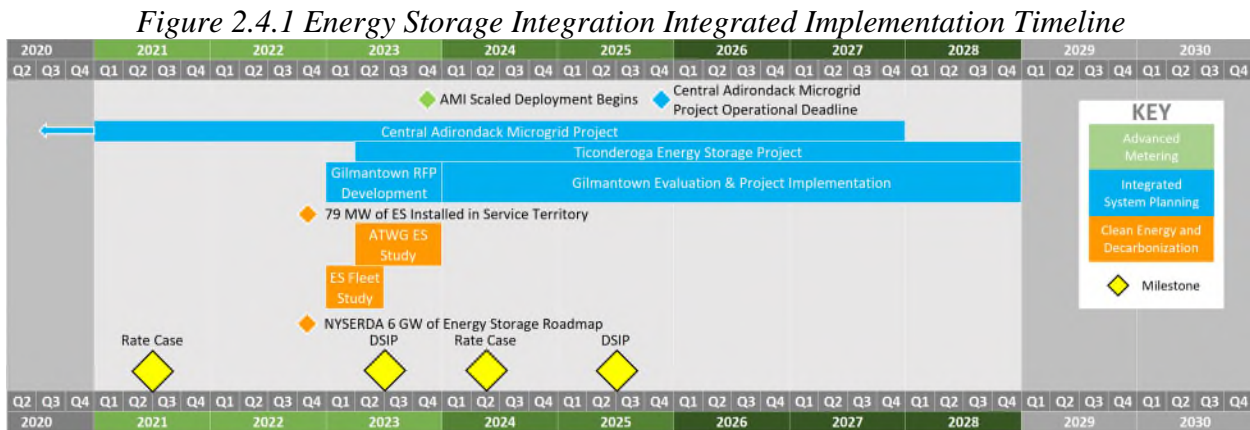 Figure 2.4.1 Energy Storage Integration Integrated Implementation Timeline
2020 2021 2022 2023 2024 2025 2026 2027 2028 2029 2030
Q2 Q3 Q4 Q1 Q2 Q3 Q4 Q1 Q2 Q3 Q4 Q1 Q2 Q3 Q4 Q1 Q2 Q3 Q4 Q1 Q2 Q3 Q4 Q1 Q2 Q3 Q4 Q1 Q2 Q3 Q4 Q1 Q2 Q3 Q4 Q1 Q2 Q3 Q4 Q1 Q2 Q3 Q4
AMI Scaled Deployment Begins
Central Adirondack Microgrid
Project Operational Deadline
Central Adirondack Microgrid Project
Ticonderoga Energy Storage Project
Gilmantown RFP
Development
Gilmantown Evaluation & Project Implementation
79 MW of ES Installed in Service Territory
ATWG ES
Study
ES Fleet
Study
NYSERDA 6 GW of Energy Storage Roadmap
Rate Case
DSIP
Rate Case
DSIP
KEY
Advanced
Metering
Integrated
System Planning
Clean Energy and
Decarbonization
Milestone
Q2 Q3 Q4 Q1 Q2 Q3 Q4 Q1 Q2 Q3 Q4 Q1 Q2 Q3 Q4 Q1 Q2 Q3 Q4 Q1 Q2 Q3 Q4 Q1 Q2 Q3 Q4 Q1 Q2 Q3 Q4 Q1 Q2 Q3 Q4 Q1 Q2 Q3 Q4 Q1 Q2 Q3 Q4
2020 2021 2022 2023 2024 2025 2026 2027 2028 2029 2030